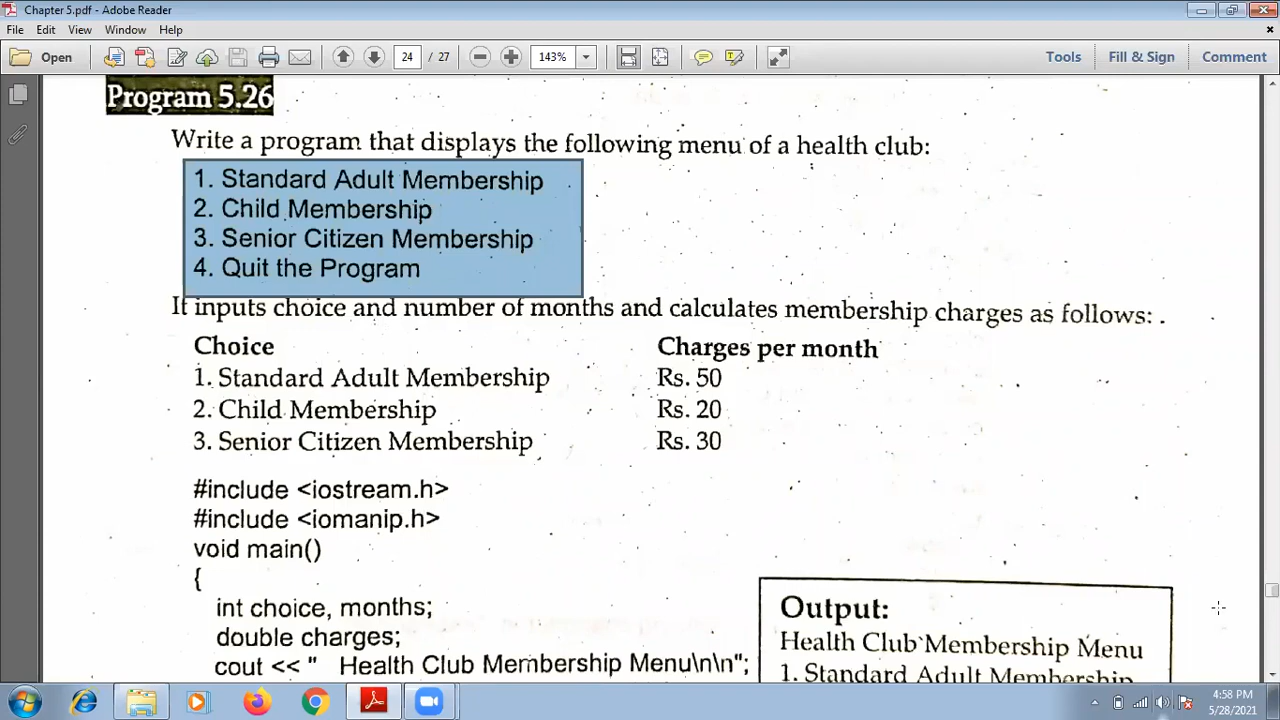 Chapter 5.pdf - Adobe Reader
File Edit View Window Help
Open 24 / 27 143% Tools Fill & Sign Comment
Program 5.26
Write a program that displays the following menu of a health club:
1. Standard Adult Membership
2. Child Membership
3. Senior Citizen Membership
4. Quit the Program
It inputs choice and number of months and calculates membership charges as follows:
Choice Charges per month
1. Standard Adult Membership Rs. 50
2. Child Membership Rs. 20
3. Senior Citizen Membership Rs. 30
#include <iostream.h>
#include <iomanip.h>
void main()
{
int choice, months;
double charges;
cout << " Health Club Membership Menu\n\n";
Output:
Health Club Membership Menu
1. Standard Adult Membership
4:58 PM
5/28/2021